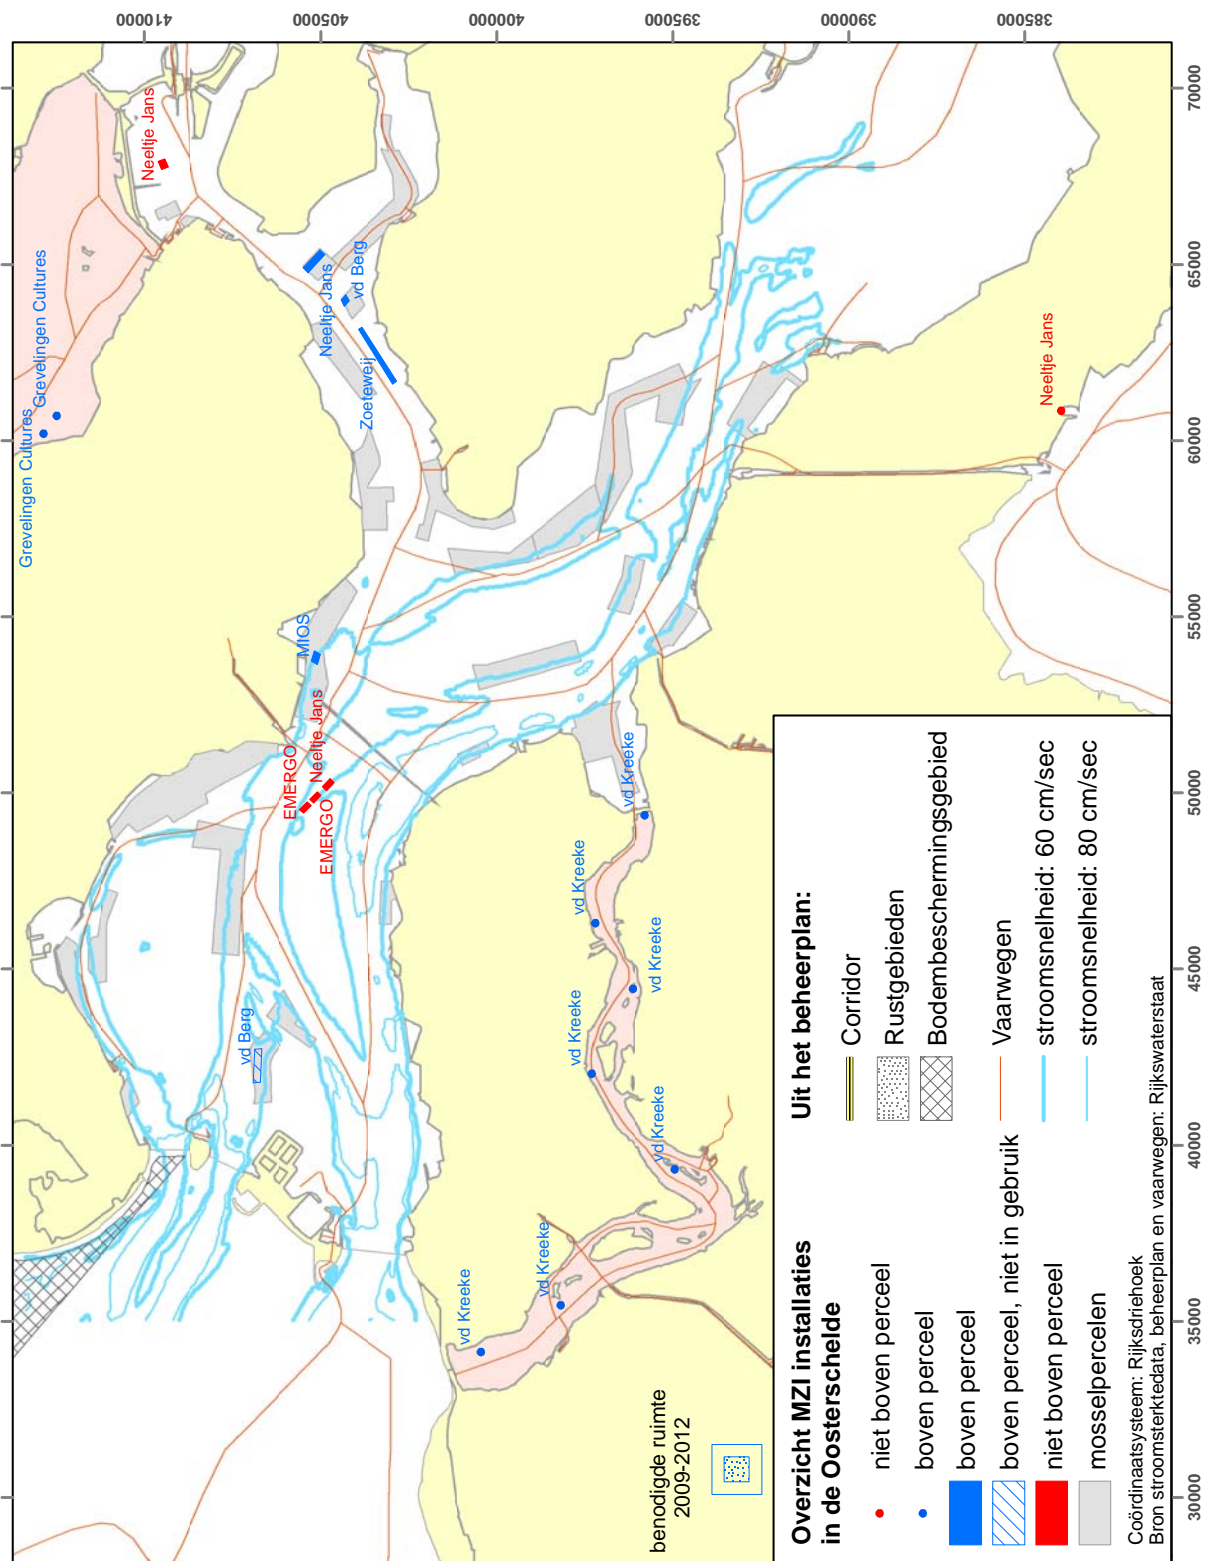 410000
405000
400000
395000
390000
385000
70000
65000
60000
55000
50000
45000
40000
35000
30000
Grevelingen Cultures
Grevelingen Cultures
Neeltje Jans
Neeltje Jans
vd Berg
Zoeteweij
MIOS
EMERGO
Neeltje Jans
EMERGO
vd Berg
Neeltje Jans
vd Kreeke
vd Kreeke
vd Kreeke
vd Kreeke
vd Kreeke
vd Kreeke
vd Kreeke
benodigde ruimte
2009-2012
Overzicht MZI installaties
in de Oosterschelde
niet boven perceel
boven perceel
boven perceel
boven perceel, niet in gebruik
niet boven perceel
mosselpercelen
Uit het beheerplan:
Corridor
Rustgebieden
Bodembeschermingsgebied
Vaarwegen
stroomsnelheid: 60 cm/sec
stroomsnelheid: 80 cm/sec
Coördinaatsysteem: Rijksdriehoek
Bron stroomsterktedata, beheerplan en vaarwegen: Rijkswaterstaat